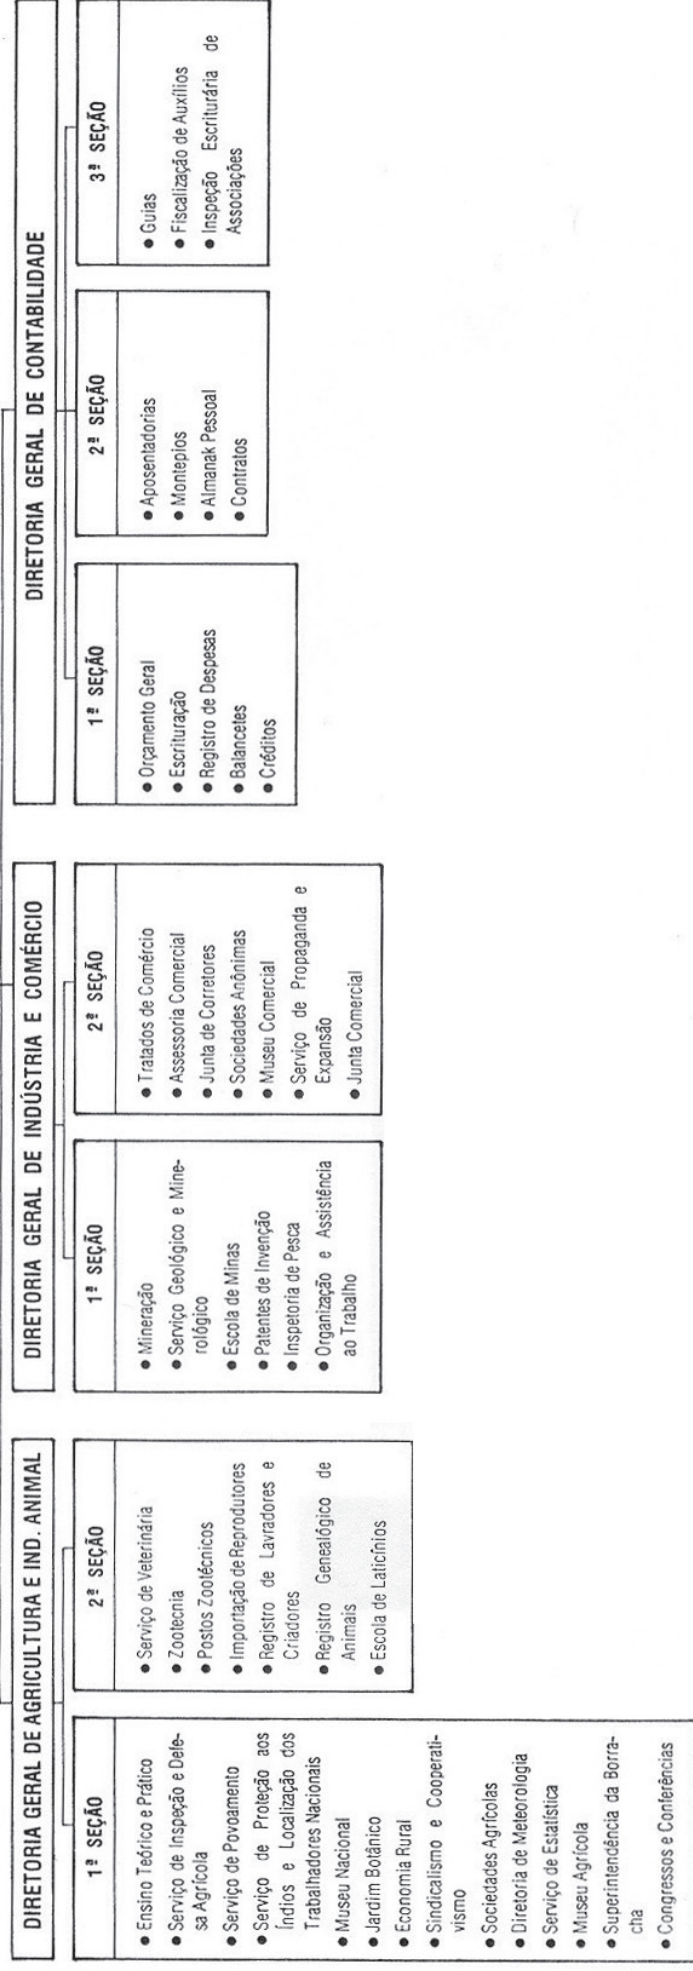 DIRETORIA GERAL DE AGRICULTURA E IND. ANIMAL
1ª SEÇÃO
• Ensino Teórico e Prático
• Serviço de Inspeção e Defe-
sa Agrícola
• Serviço de Povoamento
• Serviço de Proteção aos
Índios e Localização dos
Trabalhadores Nacionais
• Museu Nacional
• Jardim Botânico
• Economia Rural
• Sindicalismo e Cooperati-
vismo
• Sociedades Agrícolas
• Diretoria de Meteorologia
• Serviço de Estatística
• Museu Agrícola
• Superintendência da Borra-
cha
• Congressos e Conferências
2ª SEÇÃO
• Serviço de Veterinária
• Zootecnia
• Postos Zootécnicos
• Importação de Reprodutores
• Registro de Lavradores e
Criadores
• Registro Genealógico de
Animais
• Escola de Laticínios
DIRETORIA GERAL DE INDÚSTRIA E COMÉRCIO
1ª SEÇÃO
• Mineração
• Serviço Geológico e Mine-
rológico
• Escola de Minas
• Patentes de Invenção
• Inspetoria de Pesca
• Organização e Assistência
ao Trabalho
2ª SEÇÃO
• Tratados de Comércio
• Assessoria Comercial
• Junta de Corretores
• Sociedades Anônimas
• Museu Comercial
• Serviço de Propaganda e
Expansão
• Junta Comercial
DIRETORIA GERAL DE CONTABILIDADE
1ª SEÇÃO
• Orçamento Geral
• Escrituração
• Registro de Despesas
• Balancetes
• Créditos
2ª SEÇÃO
• Aposentadorias
• Montepios
• Almanak Pessoal
• Contratos
3ª SEÇÃO
• Guias
• Fiscalização de Auxílios
• Inspeção Escriturária de
Associações